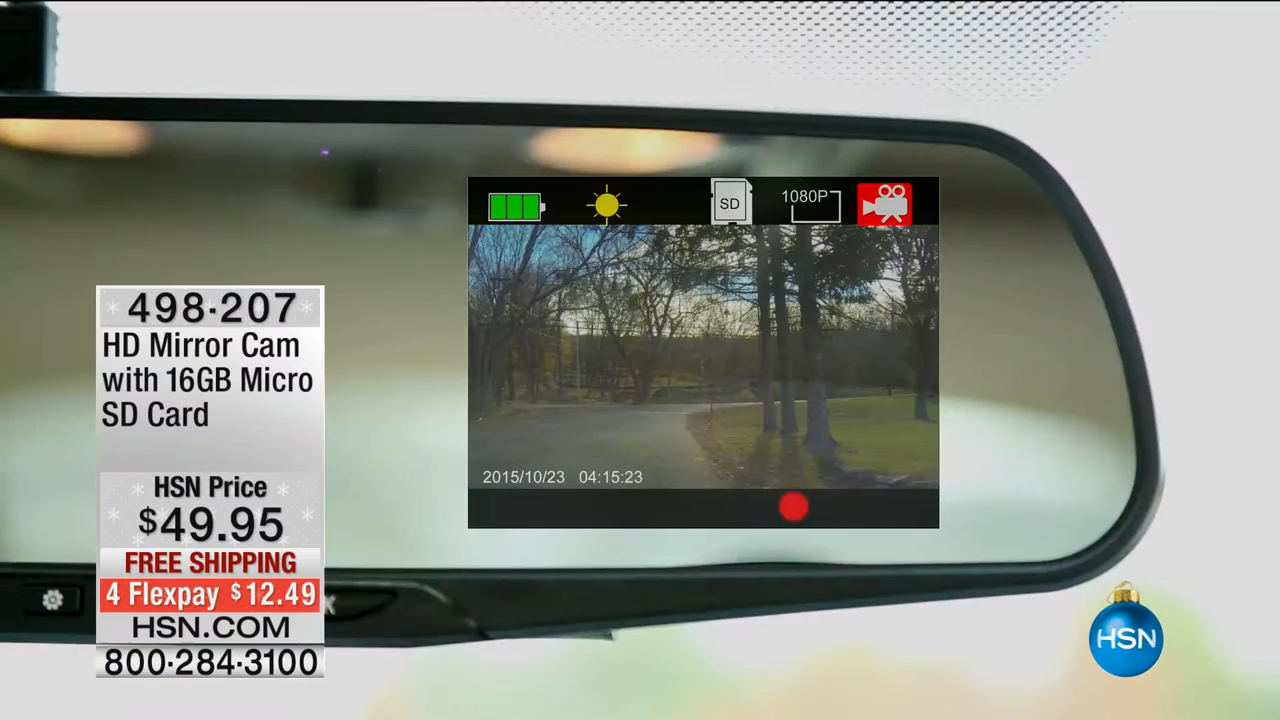 498-207
HD Mirror Cam
with 16GB Micro
SD Card
HSN Price
$49.95
FREE SHIPPING
4 Flexpay $12.49
HSN.COM
800-284-3100
SD
1080P
2015/10/23 04:15:23
HSN